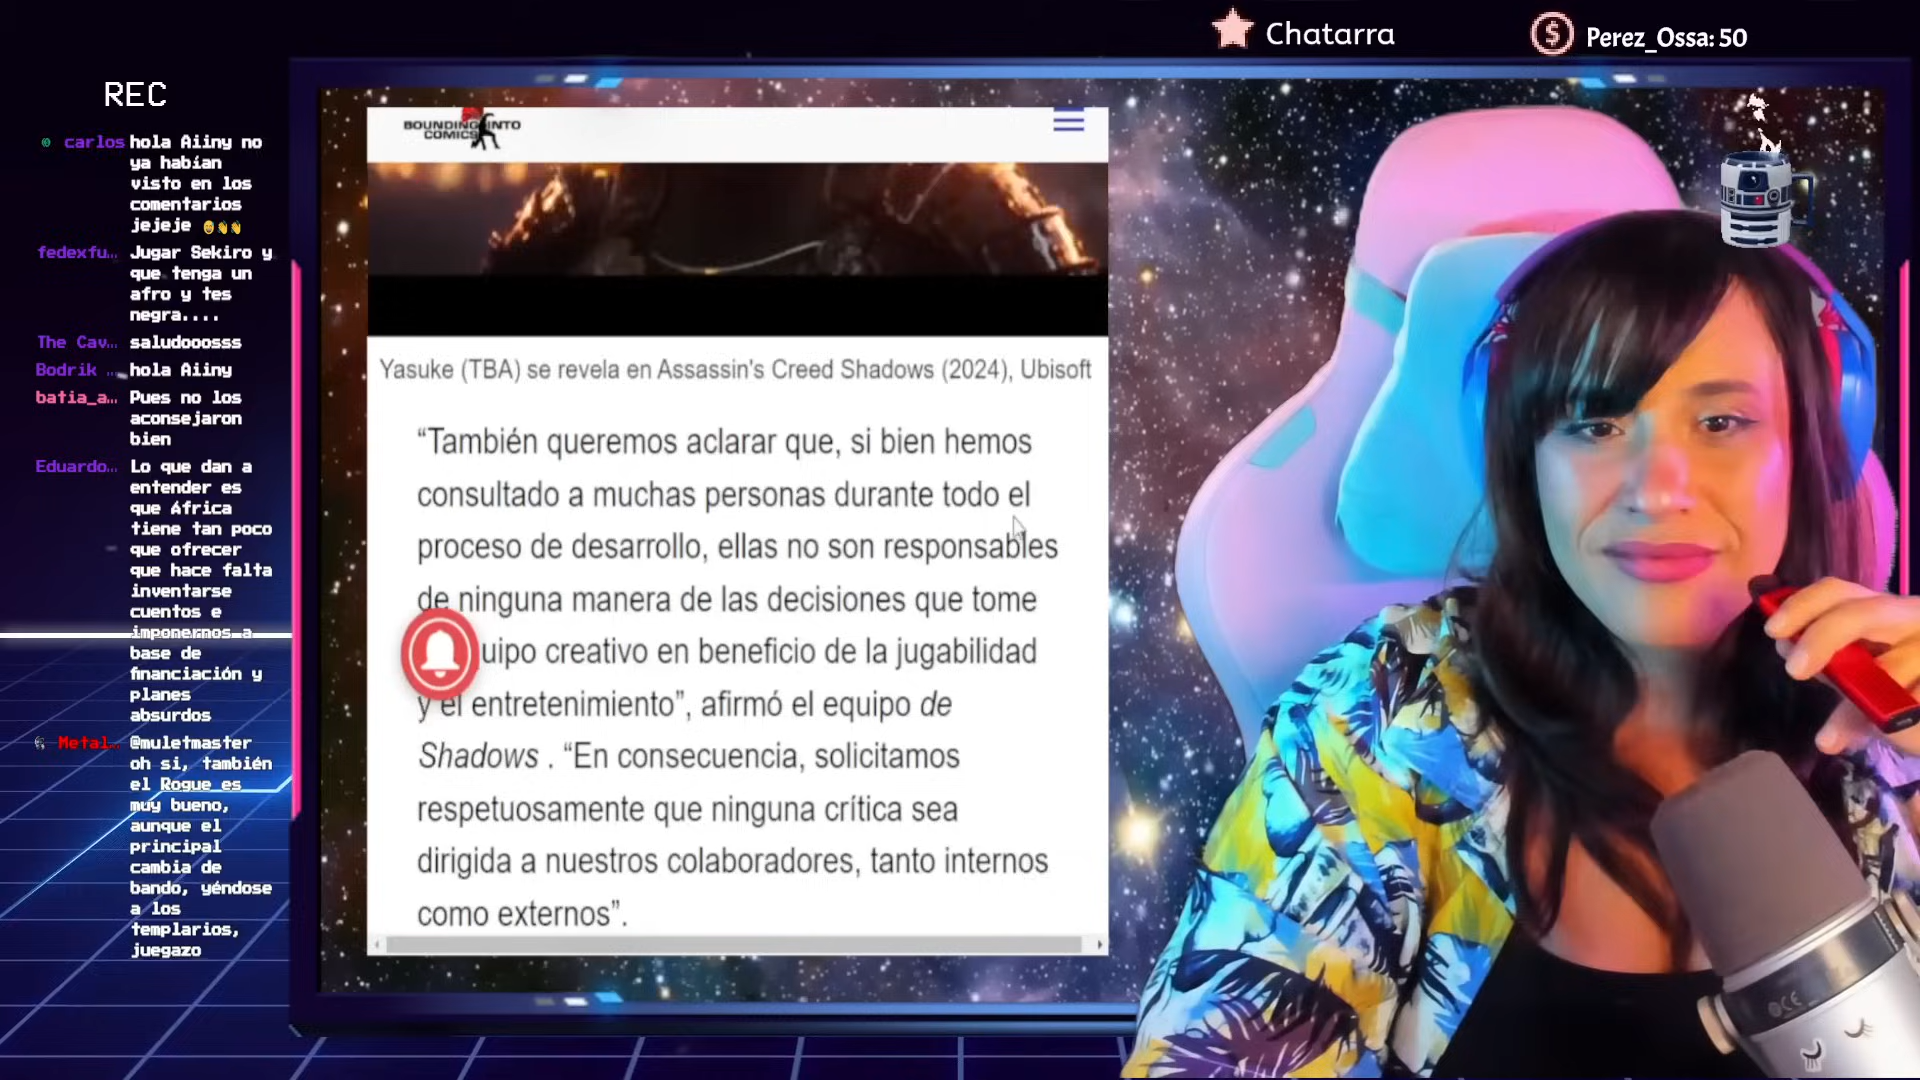 Chatarra
Perez_Ossa: 50
REC
carlos hola Aiiny no
ya habían
visto en los
comentarios
jejeje
fedexfu… Jugar Sekiro y
que tenga un
afro y tes
negra....
The Cav… saludooosss
Bodrik … hola Aiiny
batia_a… Pues no los
aconsejaron
bien
Eduardo… Lo que dan a
entender es
que África
tiene tan poco
que ofrecer
que hace falta
inventarse
cuentos e
imponernos a
base de
financiación y
planes
absurdos
Metal… @muletmaster
oh si, también
el Rogue es
muy bueno,
aunque el
principal
cambia de
bando, yéndose
a los
templarios,
juegazo
BOUNDING INTO
COMICS
Yasuke (TBA) se revela en Assassin's Creed Shadows (2024), Ubisoft
“También queremos aclarar que, si bien hemos
consultado a muchas personas durante todo el
proceso de desarrollo, ellas no son responsables
de ninguna manera de las decisiones que tome
uipo creativo en beneficio de la jugabilidad
y el entretenimiento”, afirmó el equipo de
Shadows . “En consecuencia, solicitamos
respetuosamente que ninguna crítica sea
dirigida a nuestros colaboradores, tanto internos
como externos”.